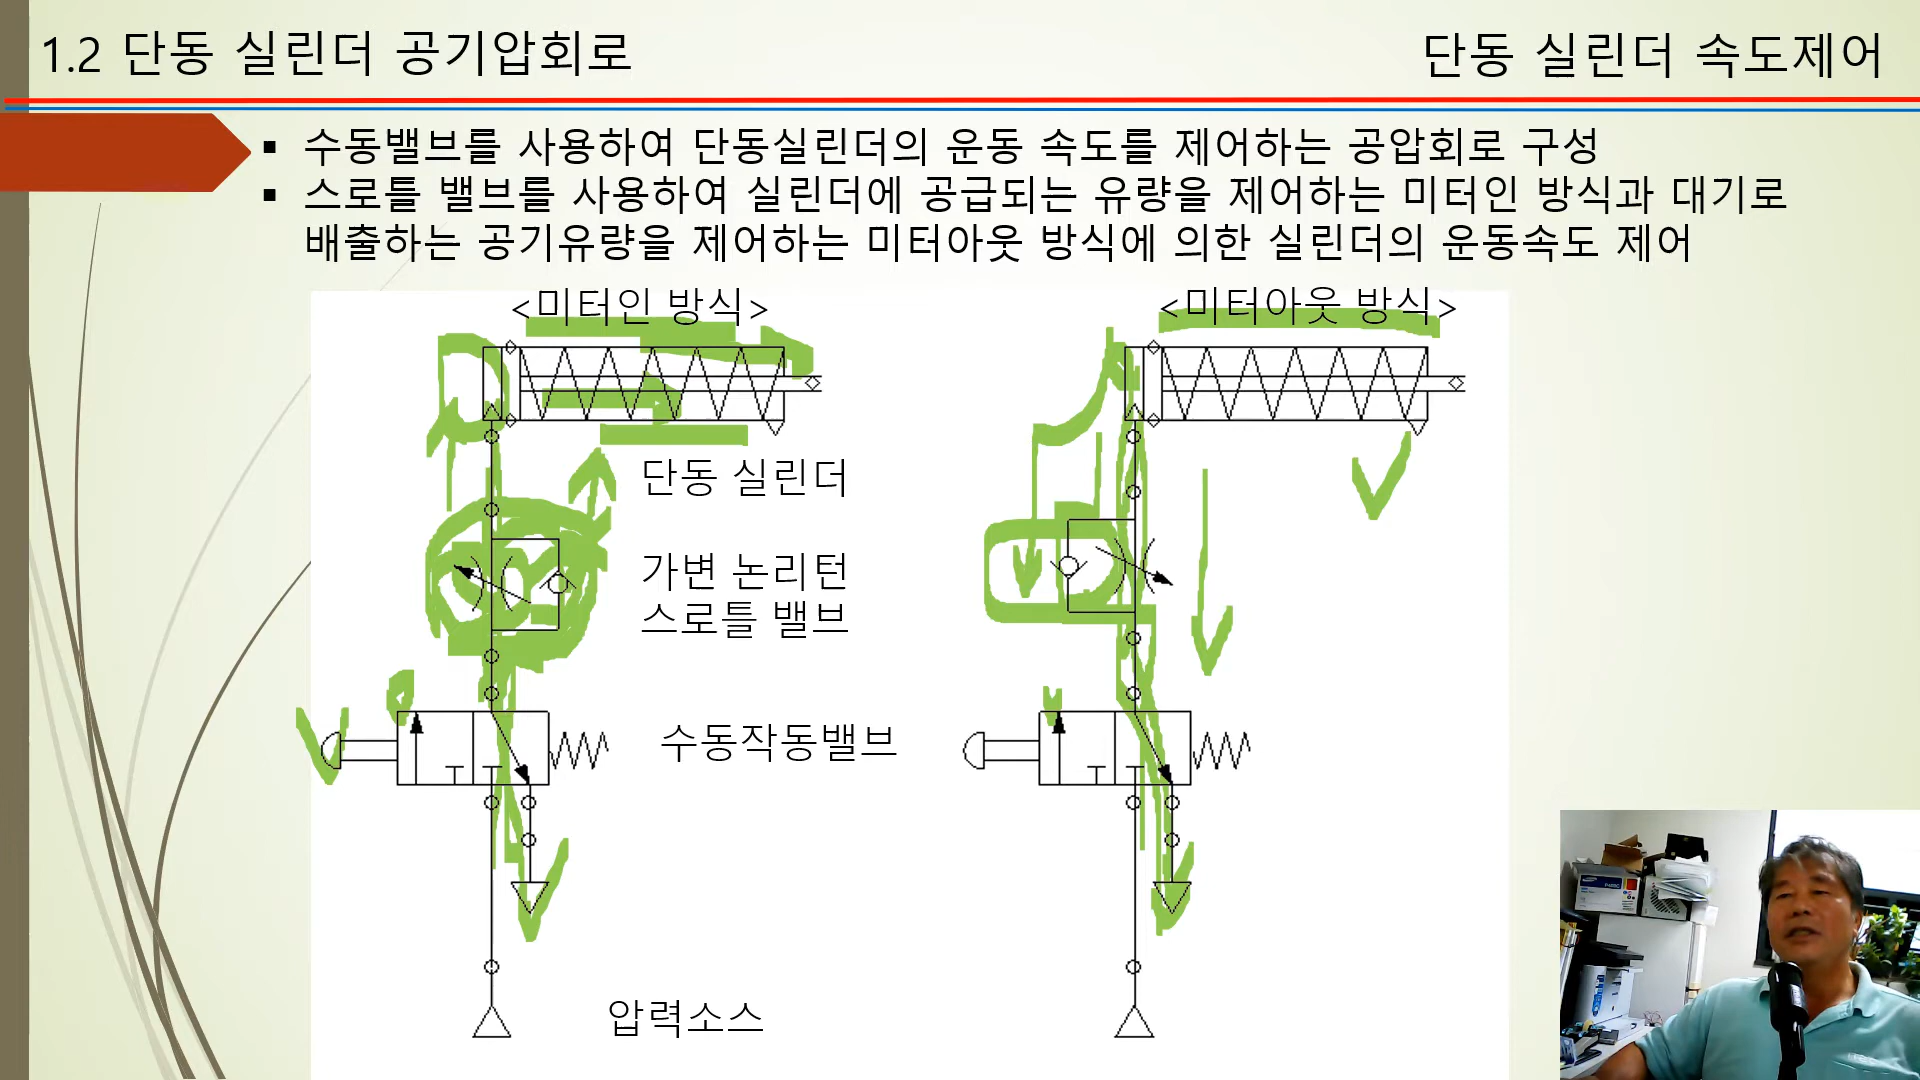 1.2 단동 실린더 공기압회로
단동 실린더 속도제어
▪ 수동밸브를 사용하여 단동실린더의 운동 속도를 제어하는 공압회로 구성
▪ 스로틀 밸브를 사용하여 실린더에 공급되는 유량을 제어하는 미터인 방식과 대기로
배출하는 공기유량을 제어하는 미터아웃 방식에 의한 실린더의 운동속도 제어
<미터인 방식>
<미터아웃 방식>
단동 실린더
가변 논리턴
스로틀 밸브
수동작동밸브
압력소스